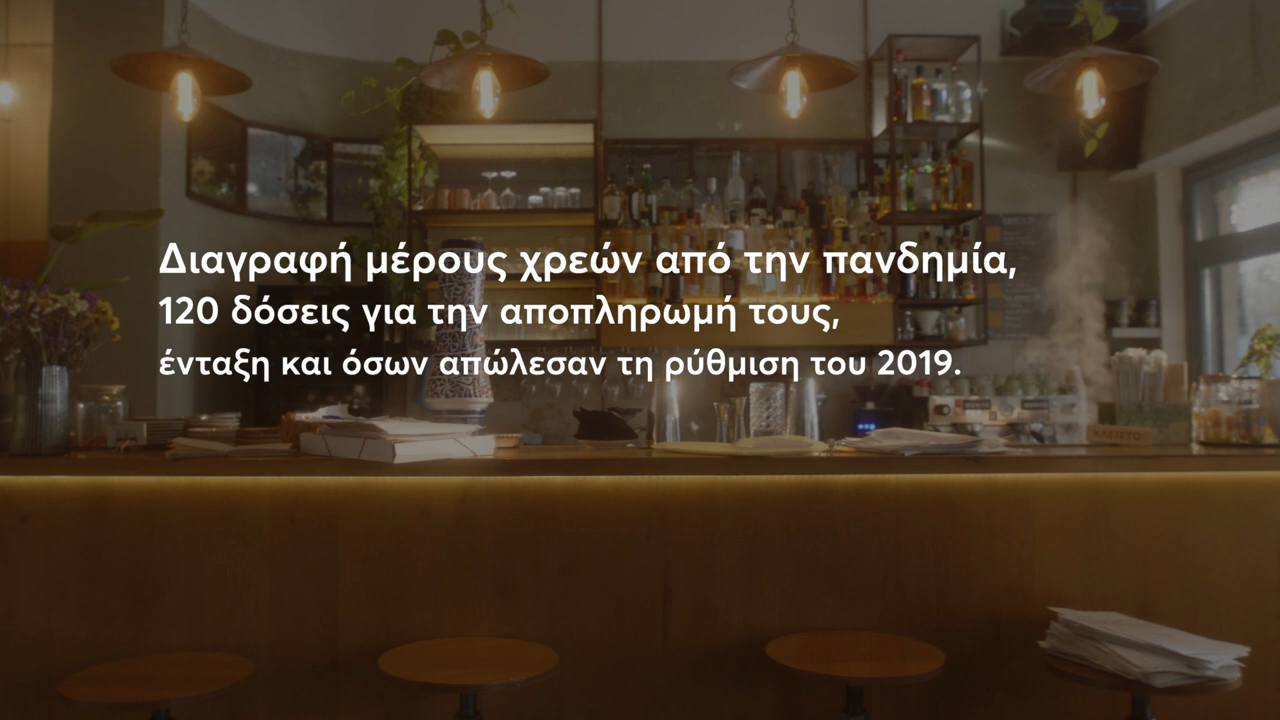 Διαγραφή μέρους χρεών από την πανδημία,
120 δόσεις για την αποπληρωμή τους,
ένταξη και όσων απώλεσαν τη ρύθμιση του 2019.
ΚΛΕΙΣΤΟ